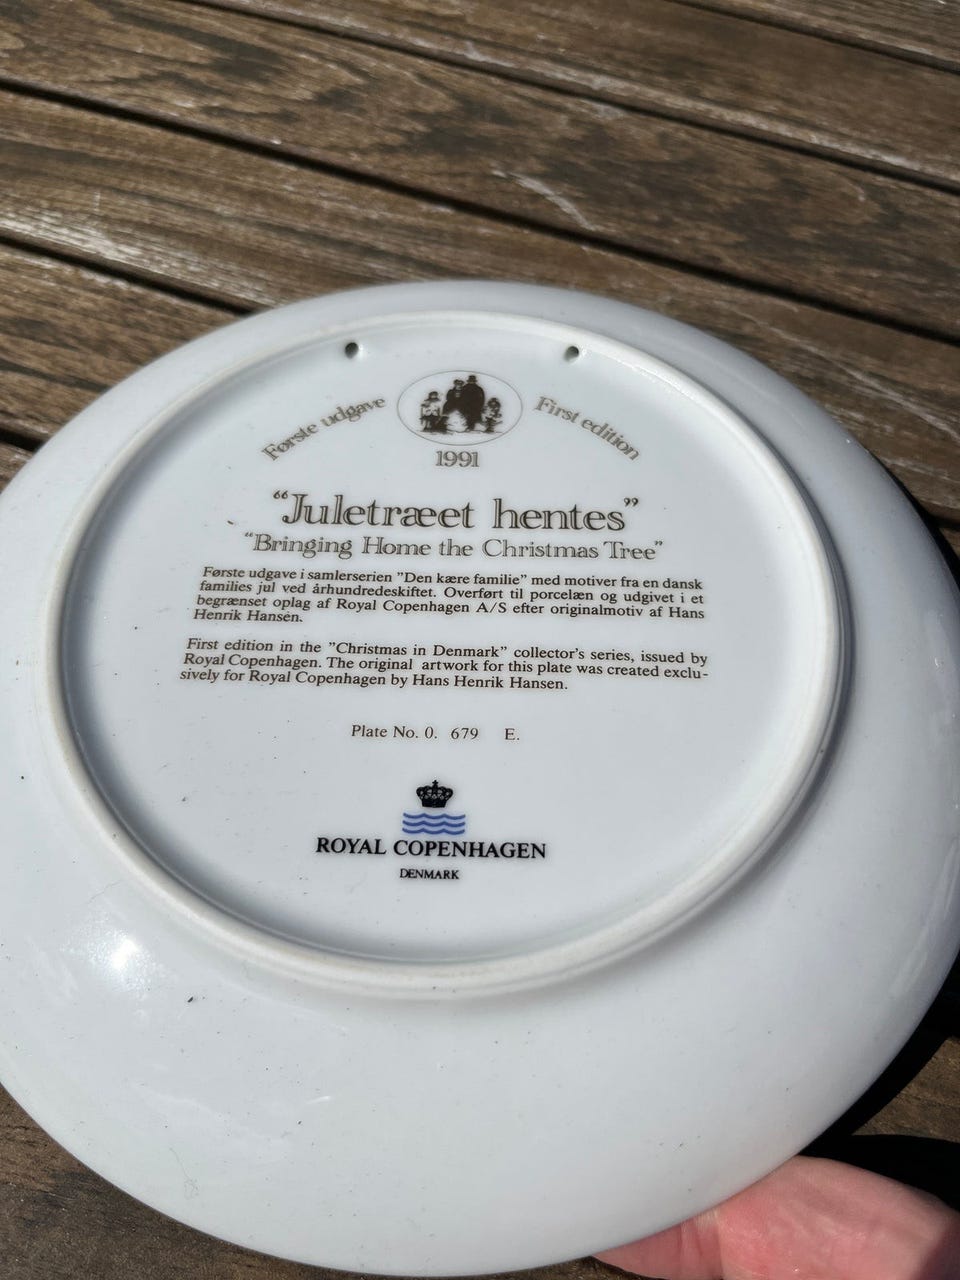 Første udgave
First edition
1991
“Juletræet hentes”
“Bringing Home the Christmas Tree”
Første udgave i samlerserien "Den kære familie" med motiver fra en dansk
families jul ved århundredeskiftet. Overført til porcelæn og udgivet i et
begrænset oplag af Royal Copenhagen A/S efter originalmotiv af Hans
Henrik Hansen.
First edition in the "Christmas in Denmark" collector's series, issued by
Royal Copenhagen. The original artwork for this plate was created exclu-
sively for Royal Copenhagen by Hans Henrik Hansen.
Plate No. 0. 679 E.
ROYAL COPENHAGEN
DENMARK